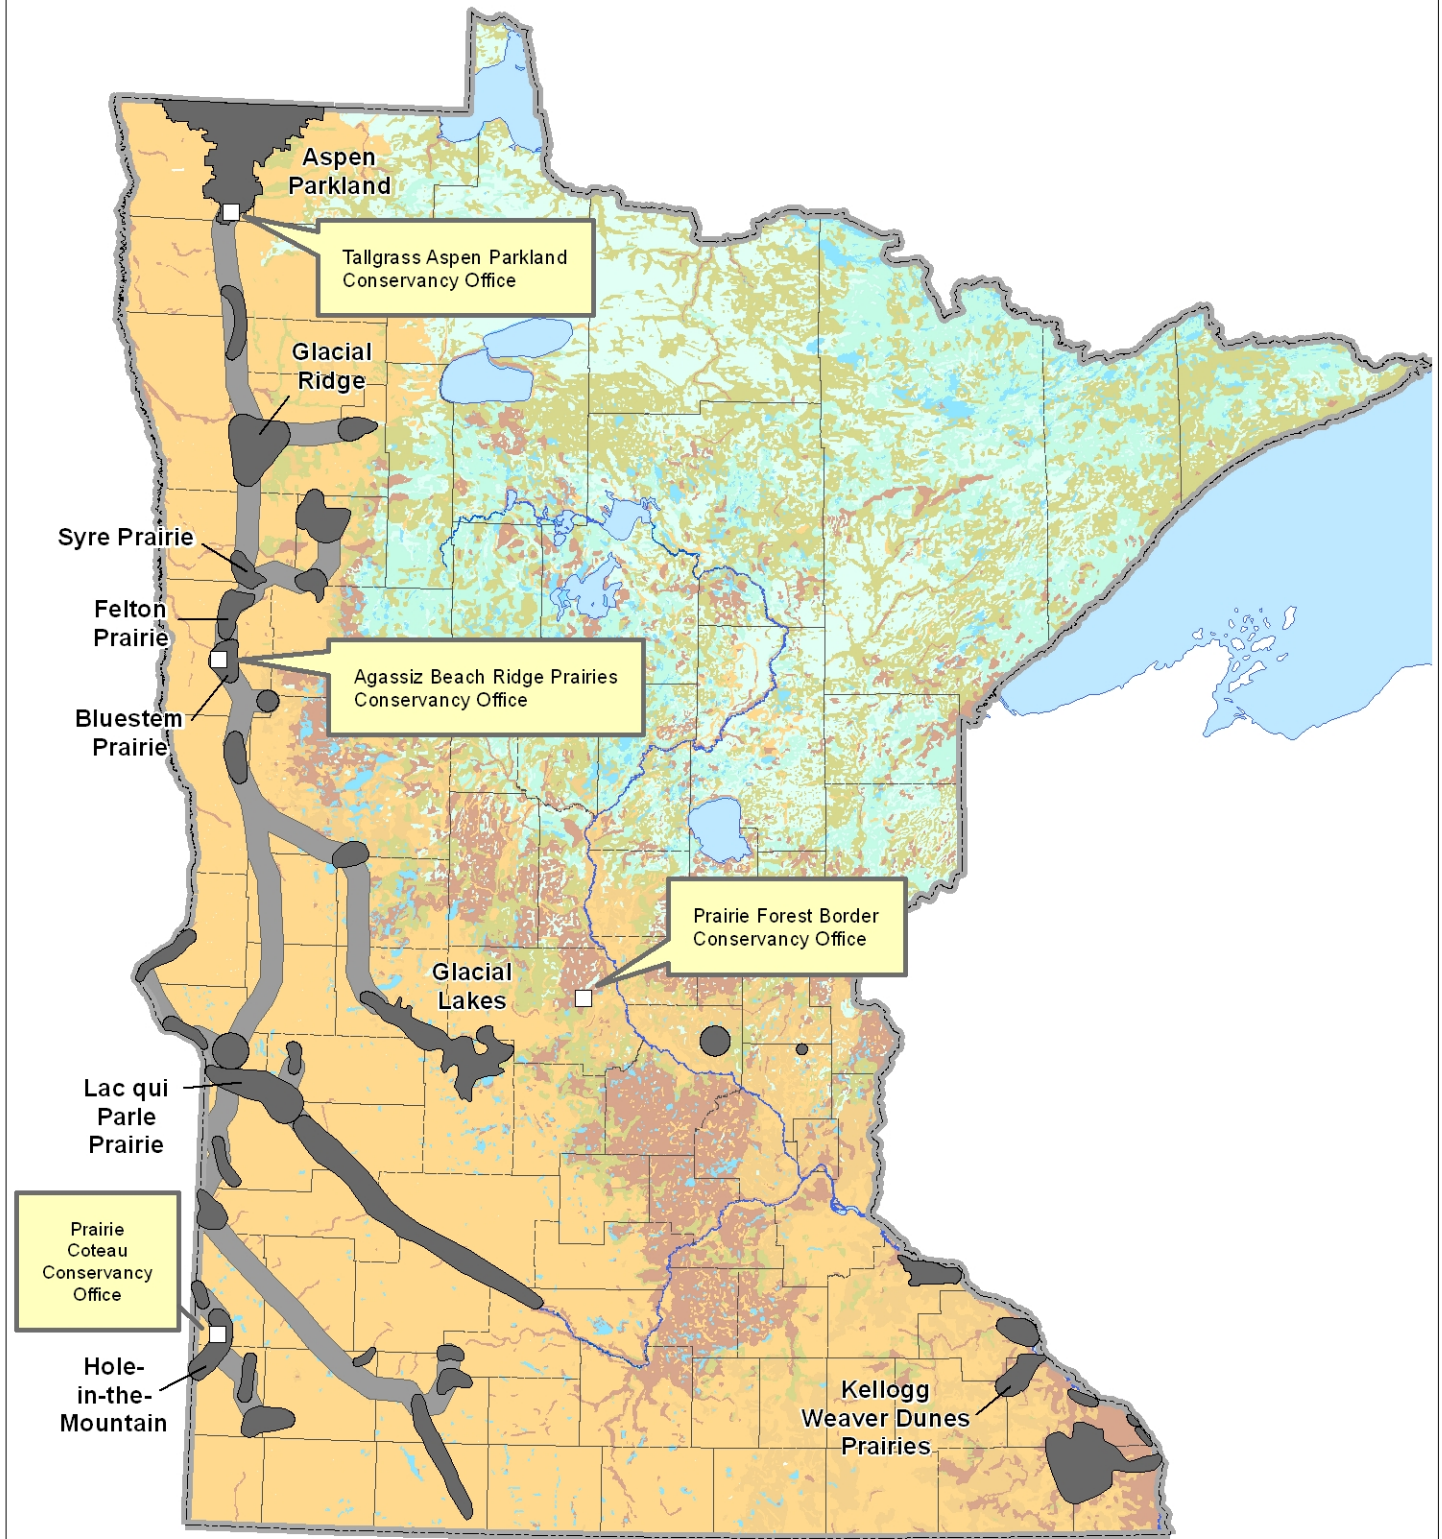 Aspen
Parkland
Tallgrass Aspen Parkland
Conservancy Office
Glacial
Ridge
Syre Prairie
Felton
Prairie
Agassiz Beach Ridge Prairies
Conservancy Office
Bluestem
Prairie
Prairie Forest Border
Conservancy Office
Glacial
Lakes
Lac qui
Parle
Prairie
Prairie
Coteau
Conservancy
Office
Hole-
in-the-
Mountain
Kellogg
Weaver Dunes
Prairies